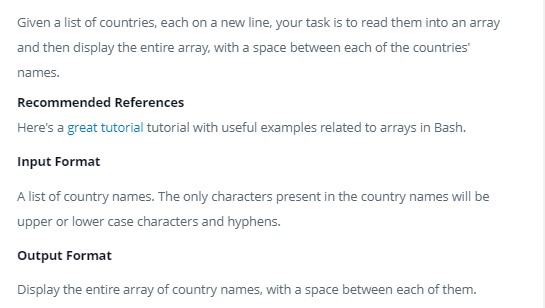 Given a list of countries, each on a new line, your task is to read them into an array
and then display the entire array, with a space between each of the countries'
names.
Recommended References
Here's a great tutorial tutorial with useful examples related to arrays in Bash.
Input Format
A list of country names. The only characters present in the country names will be
upper or lower case characters and hyphens.
Output Format
Display the entire array of country names, with a space between each of them.